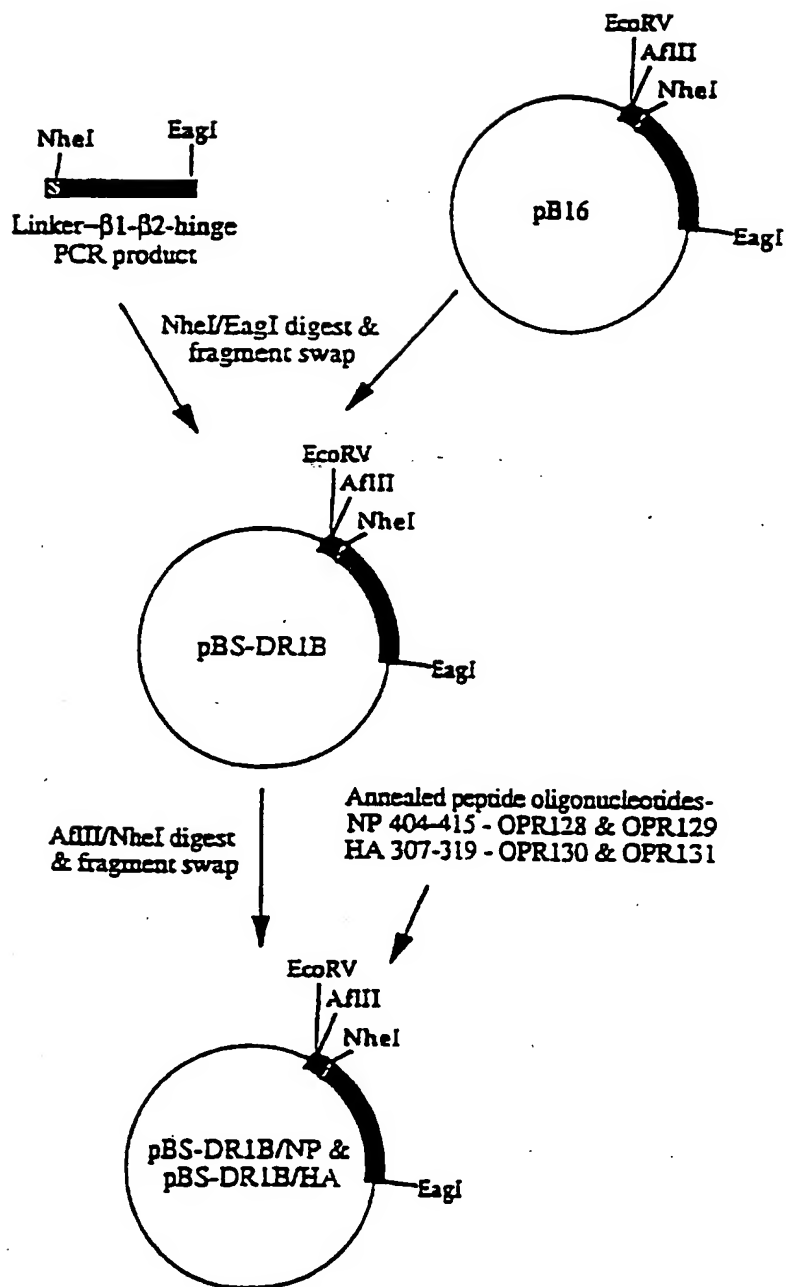 EcoRV
AflII
NheI
pB16
EagI
NheI
EagI
Linker-β1-β2-hinge
PCR product
NheI/EagI digest &
fragment swap
EcoRV
AflII
NheI
pBS-DR1B
EagI
AflII/NheI digest
& fragment swap
Annealed peptide oligonucleotides-
NP 404-415 - OPR128 & OPR129
HA 307-319 - OPR130 & OPR131
EcoRV
AflII
NheI
pBS-DR1B/NP &
pBS-DR1B/HA
EagI